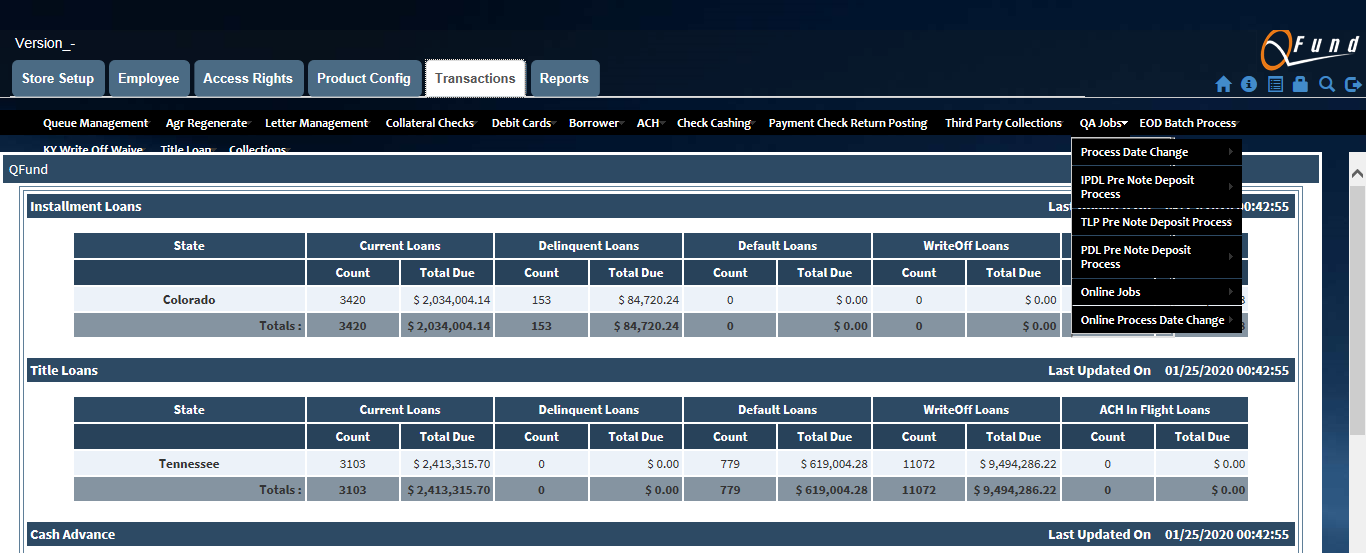 Version_-
QFund
Store Setup Employee Access Rights Product Config Transactions Reports
Queue Management Agr Regenerate Letter Management Collateral Checks Debit Cards Borrower ACH Check Cashing Payment Check Return Posting Third Party Collections QA Jobs EOD Batch Process
KY Write Off Waive Title Loan Collections
Process Date Change
IPDL Pre Note Deposit
Process
TLP Pre Note Deposit Process
PDL Pre Note Deposit
Process
Online Jobs
Online Process Date Change
QFund
Installment Loans Las 0:42:55
State Current Loans Delinquent Loans Default Loans WriteOff Loans
Count Total Due Count Total Due Count Total Due Count Total Due
Colorado 3420 $ 2,034,004.14 153 $ 84,720.24 0 $ 0.00 0 $ 0.00
Totals : 3420 $ 2,034,004.14 153 $ 84,720.24 0 $ 0.00 0 $ 0.00
Title Loans Last Updated On 01/25/2020 00:42:55
State Current Loans Delinquent Loans Default Loans WriteOff Loans ACH In Flight Loans
Count Total Due Count Total Due Count Total Due Count Total Due Count Total Due
Tennessee 3103 $ 2,413,315.70 0 $ 0.00 779 $ 619,004.28 11072 $ 9,494,286.22 0 $ 0.00
Totals : 3103 $ 2,413,315.70 0 $ 0.00 779 $ 619,004.28 11072 $ 9,494,286.22 0 $ 0.00
Cash Advance Last Updated On 01/25/2020 00:42:55